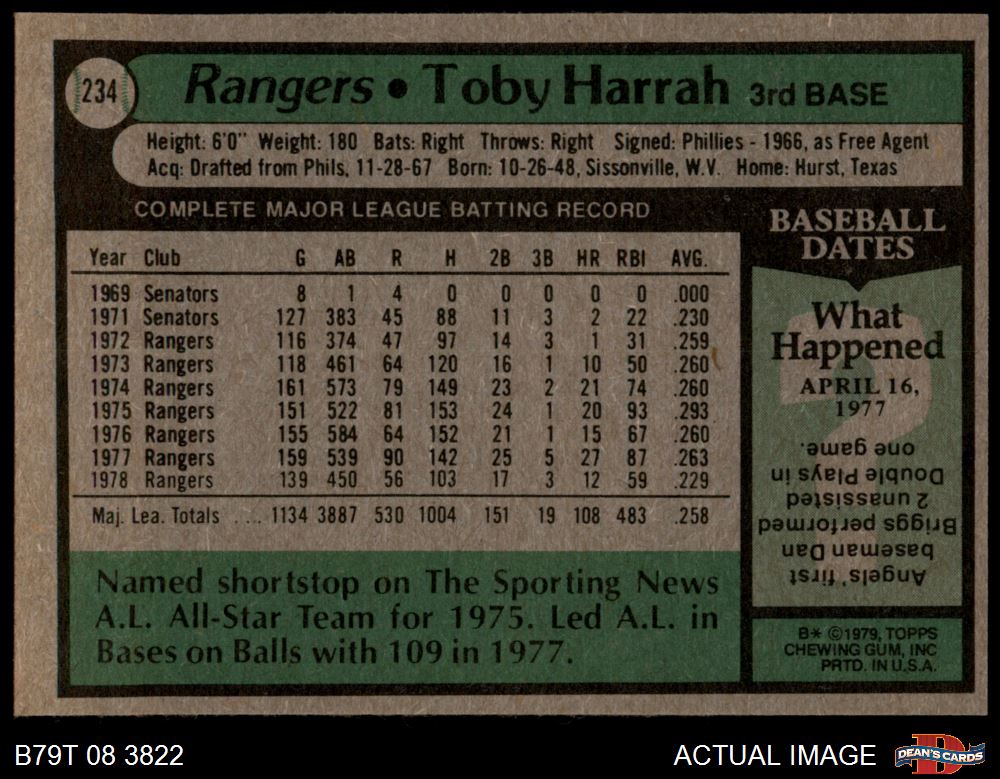 234
Rangers • Toby Harrah 3rd BASE
Height: 6'0" Weight: 180 Bats: Right Throws: Right Signed: Phillies - 1966, as Free Agent
Acq: Drafted from Phils, 11-28-67 Born: 10-26-48, Sissonville, W.V. Home: Hurst, Texas
COMPLETE MAJOR LEAGUE BATTING RECORD
Year Club G AB R H 2B 3B HR RBI AVG.
1969 Senators 8 1 4 0 0 0 0 0 .000
1971 Senators 127 383 45 88 11 3 2 22 .230
1972 Rangers 116 374 47 97 14 3 1 31 .259
1973 Rangers 118 461 64 120 16 1 10 50 .260
1974 Rangers 161 573 79 149 23 2 21 74 .260
1975 Rangers 151 522 81 153 24 1 20 93 .293
1976 Rangers 155 584 64 152 21 1 15 67 .260
1977 Rangers 159 539 90 142 25 5 27 87 .263
1978 Rangers 139 450 56 103 17 3 12 59 .229
Maj. Lea. Totals .... 1134 3887 530 1004 151 19 108 483 .258
Named shortstop on The Sporting News
A.L. All-Star Team for 1975. Led A.L. in
Bases on Balls with 109 in 1977.
BASEBALL
DATES
What
Happened
APRIL 16,
1977
Angels' first
baseman Dan
Briggs performed
2 unassisted
Double Plays in
one game.
B* ©1979, TOPPS
CHEWING GUM, INC
PRTD. IN U.S.A.
B79T 08 3822
ACTUAL IMAGE
DEAN'S CARDS